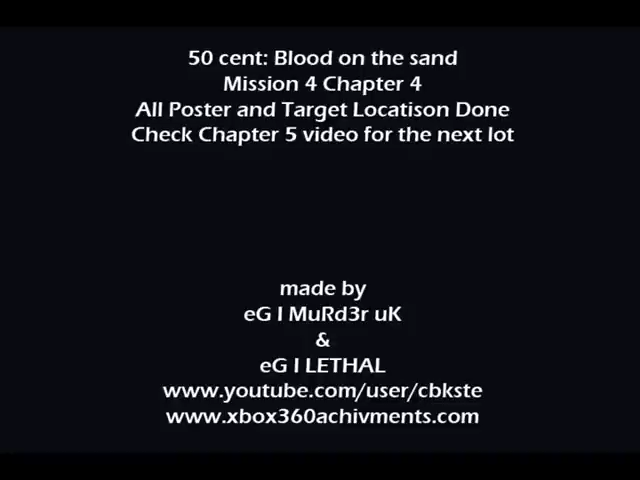 50 cent: Blood on the sand
Mission 4 Chapter 4
All Poster and Target Locatison Done
Check Chapter 5 video for the next lot
made by
eG I MuRd3r uK
&
eG I LETHAL
www.youtube.com/user/cbkste
www.xbox360achivments.com